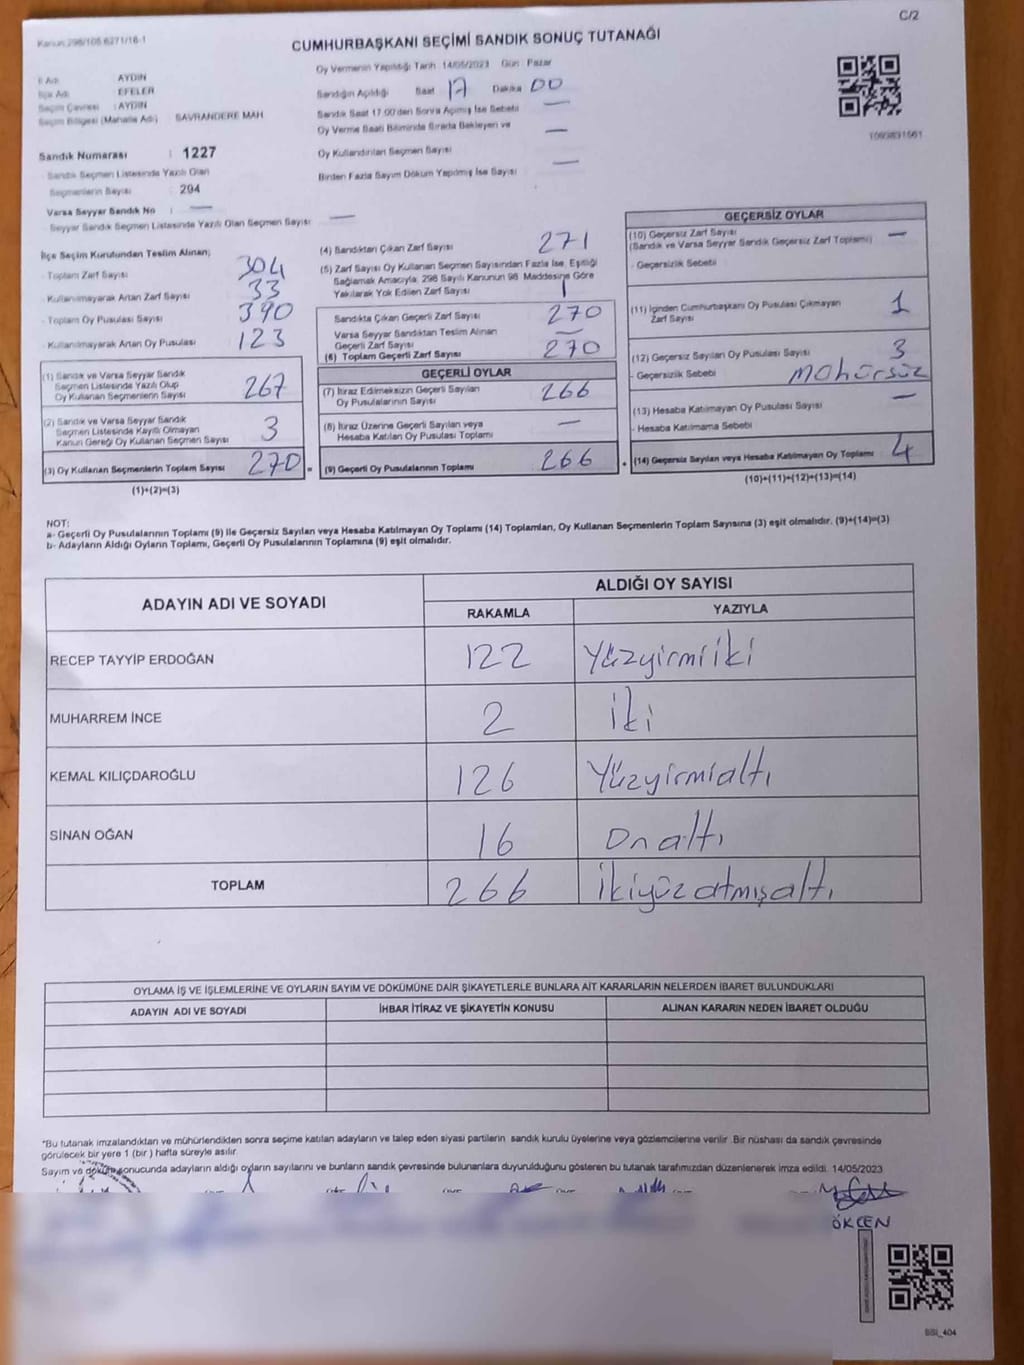 C/2
Kanun:298/105 6271/16-1
CUMHURBAŞKANI SEÇİMİ SANDIK SONUÇ TUTANAĞI
İl Adı AYDIN
İlçe Adı : EFELER
Seçim Çevresi : AYDIN
Seçim Bölgesi (Mahalle Adı) SAVRANDERE MAH
Sandık Numarası : 1227
Sandık Seçmen Listesinde Yazılı Olan
Seçmenlerin Sayısı : 294
Varsa Seyyar Sandık No : —
Seyyar Sandık Seçmen Listesinde Yazılı Olan Seçmen Sayısı : —
Oy Vermenin Yapıldığı Tarih 14/05/2023 Gün : Pazar
Sandığın Açıldığı Saat 17 Dakika 00
Sandık Saat 17:00'den Sonra Açılmış İse Sebebi —
Oy Verme Saati Bitiminde Sırada Bekleyen ve —
Oy Kullandırılan Seçmen Sayısı
Birden Fazla Sayım Döküm Yapılmış İse Sayısı —
1093831561
İlçe Seçim Kurulundan Teslim Alınan;
- Toplam Zarf Sayısı 304
- Kullanılmayarak Artan Zarf Sayısı 33
- Toplam Oy Pusulası Sayısı 390
- Kullanılmayarak Artan Oy Pusulası 123
(1) Sandık ve Varsa Seyyar Sandık
Seçmen Listesinde Yazılı Olup
Oy Kullanan Seçmenlerin Sayısı 267
(2) Sandık ve Varsa Seyyar Sandık
Seçmen Listesinde Kayıtlı Olmayan
Kanun Gereği Oy Kullanan Seçmen Sayısı 3
(3) Oy Kullanan Seçmenlerin Toplam Sayısı 270 =
(1)+(2)=(3)
(4) Sandıktan Çıkan Zarf Sayısı 271
(5) Zarf Sayısı Oy Kullanan Seçmen Sayısından Fazla İse, Eşitliği
Sağlamak Amacıyla; 298 Sayılı Kanunun 98. Maddesine Göre
Yakılarak Yok Edilen Zarf Sayısı 1
Sandıkta Çıkan Geçerli Zarf Sayısı 270
Varsa Seyyar Sandıktan Teslim Alınan
Geçerli Zarf Sayısı —
(6) Toplam Geçerli Zarf Sayısı 270
GEÇERLİ OYLAR
(7) İtiraz Edilmeksizin Geçerli Sayılan
Oy Pusulalarının Sayısı 266
(8) İtiraz Üzerine Geçerli Sayılan veya
Hesaba Katılan Oy Pusulası Toplamı —
(9) Geçerli Oy Pusulalarının Toplamı 266 +
GEÇERSİZ OYLAR
(10) Geçersiz Zarf Sayısı —
(Sandık ve Varsa Seyyar Sandık Geçersiz Zarf Toplamı)
- Geçersizlik Sebebi
(11) İçinden Cumhurbaşkanı Oy Pusulası Çıkmayan
Zarf Sayısı 1
(12) Geçersiz Sayılan Oy Pusulası Sayısı 3
- Geçersizlik Sebebi Mühürsüz
(13) Hesaba Katılmayan Oy Pusulası Sayısı —
- Hesaba Katılmama Sebebi
(14) Geçersiz Sayılan veya Hesaba Katılmayan Oy Toplamı 4
(10)+(11)+(12)+(13)=(14)
NOT:
a- Geçerli Oy Pusulalarının Toplamı (9) ile Geçersiz Sayılan veya Hesaba Katılmayan Oy Toplamı (14) Toplamları, Oy Kullanan Seçmenlerin Toplam Sayısına (3) eşit olmalıdır. (9)+(14)=(3)
b- Adayların Aldığı Oyların Toplamı, Geçerli Oy Pusulalarının Toplamına (9) eşit olmalıdır.
ADAYIN ADI VE SOYADI
ALDIĞI OY SAYISI
RAKAMLA YAZIYLA
RECEP TAYYİP ERDOĞAN 122 Yüzyirmiiki
MUHARREM İNCE 2 iki
KEMAL KILIÇDAROĞLU 126 Yüzyirmialtı
SİNAN OĞAN 16 Onaltı
TOPLAM 266 İkiyüzatmışaltı
OYLAMA İŞ VE İŞLEMLERİNE VE OYLARIN SAYIM VE DÖKÜMÜNE DAİR ŞİKAYETLERLE BUNLARA AİT KARARLARIN NELERDEN İBARET BULUNDUKLARI
ADAYIN ADI VE SOYADI İHBAR İTİRAZ VE ŞİKAYETİN KONUSU ALINAN KARARIN NEDEN İBARET OLDUĞU
*Bu tutanak imzalandıktan ve mühürlendikten sonra seçime katılan adayların ve talep eden siyasi partilerin sandık kurulu üyelerine veya gözlemcilerine verilir. Bir nüshası da sandık çevresinde
görülecek bir yere 1 (bir) hafta süreyle asılır.
Sayım ve döküm sonucunda adayların aldığı oyların sayılarını ve bunların sandık çevresinde bulunanlara duyurulduğunu gösteren bu tutanak tarafımızdan düzenlenerek imza edildi. 14/05/2023
ÖKÇEN
BSI_404